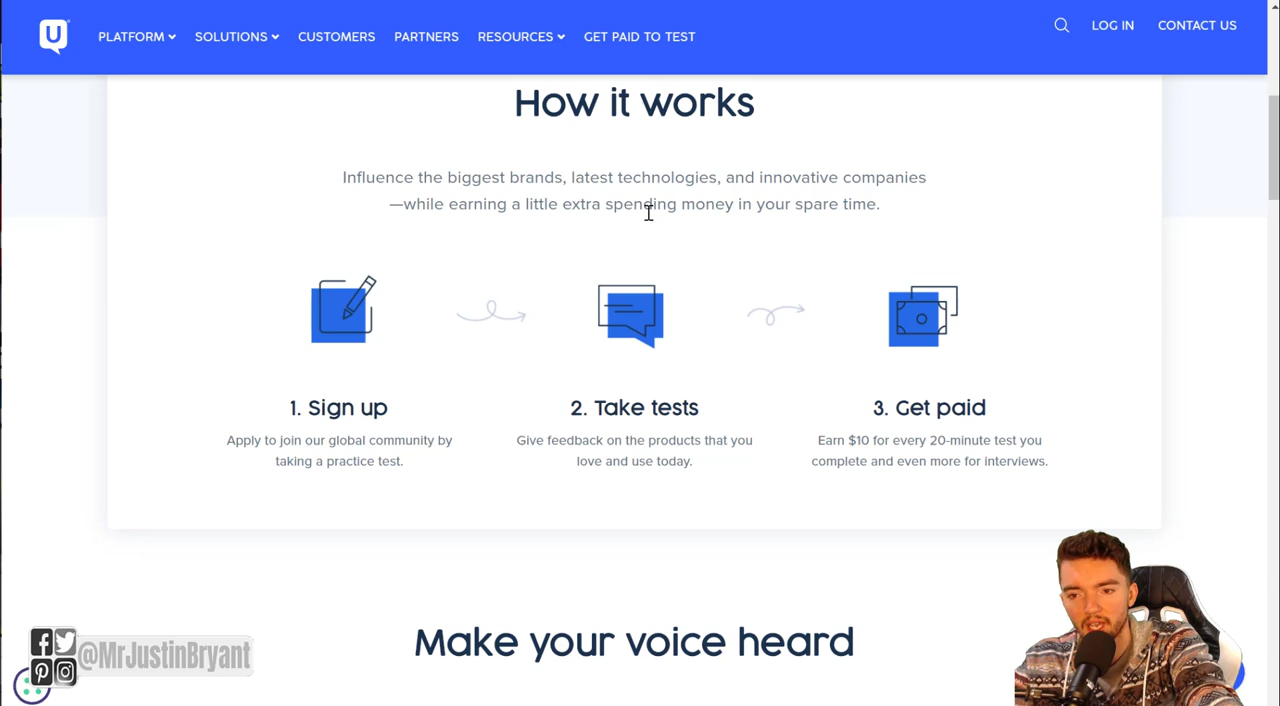 U
PLATFORM
SOLUTIONS
CUSTOMERS
PARTNERS
RESOURCES
GET PAID TO TEST
LOG IN
CONTACT US
How it works
Influence the biggest brands, latest technologies, and innovative companies
—while earning a little extra spending money in your spare time.
1. Sign up
Apply to join our global community by
taking a practice test.
2. Take tests
Give feedback on the products that you
love and use today.
3. Get paid
Earn $10 for every 20-minute test you
complete and even more for interviews.
Make your voice heard
@MrJustinBryant